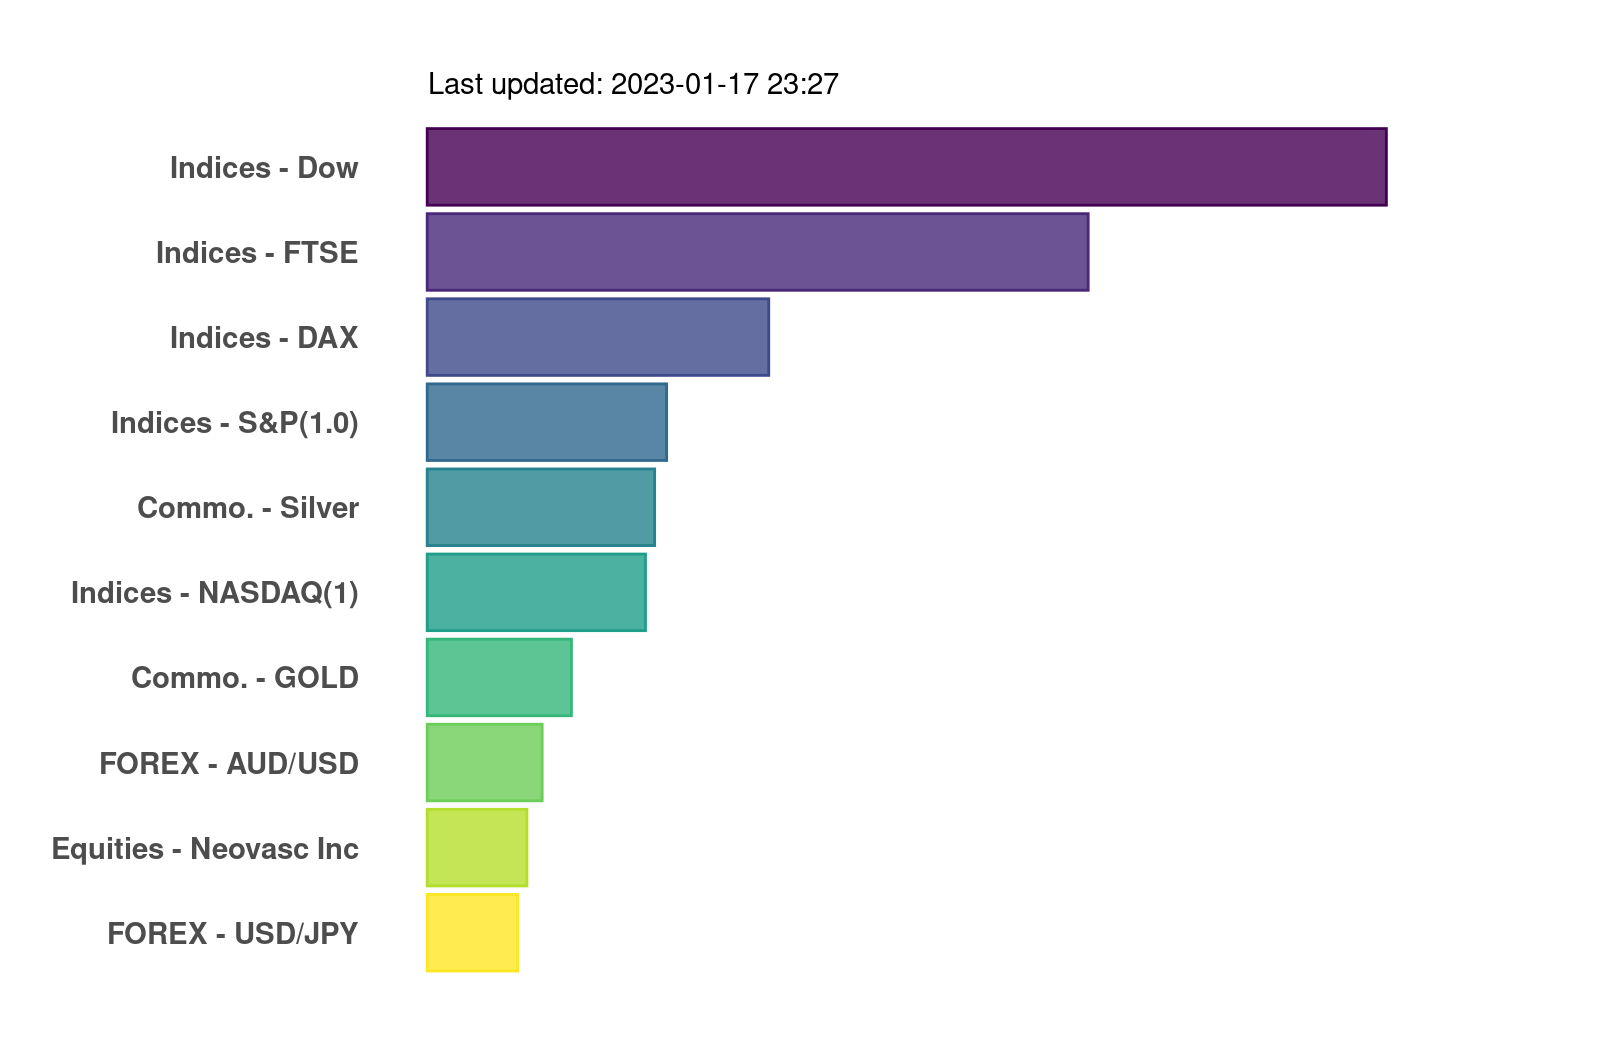 Last updated: 2023-01-17 23:27
Indices - Dow
Indices - FTSE
Indices - DAX
Indices - S&P(1.0)
Commo. - Silver
Indices - NASDAQ(1)
Commo. - GOLD
FOREX - AUD/USD
Equities - Neovasc Inc
FOREX - USD/JPY